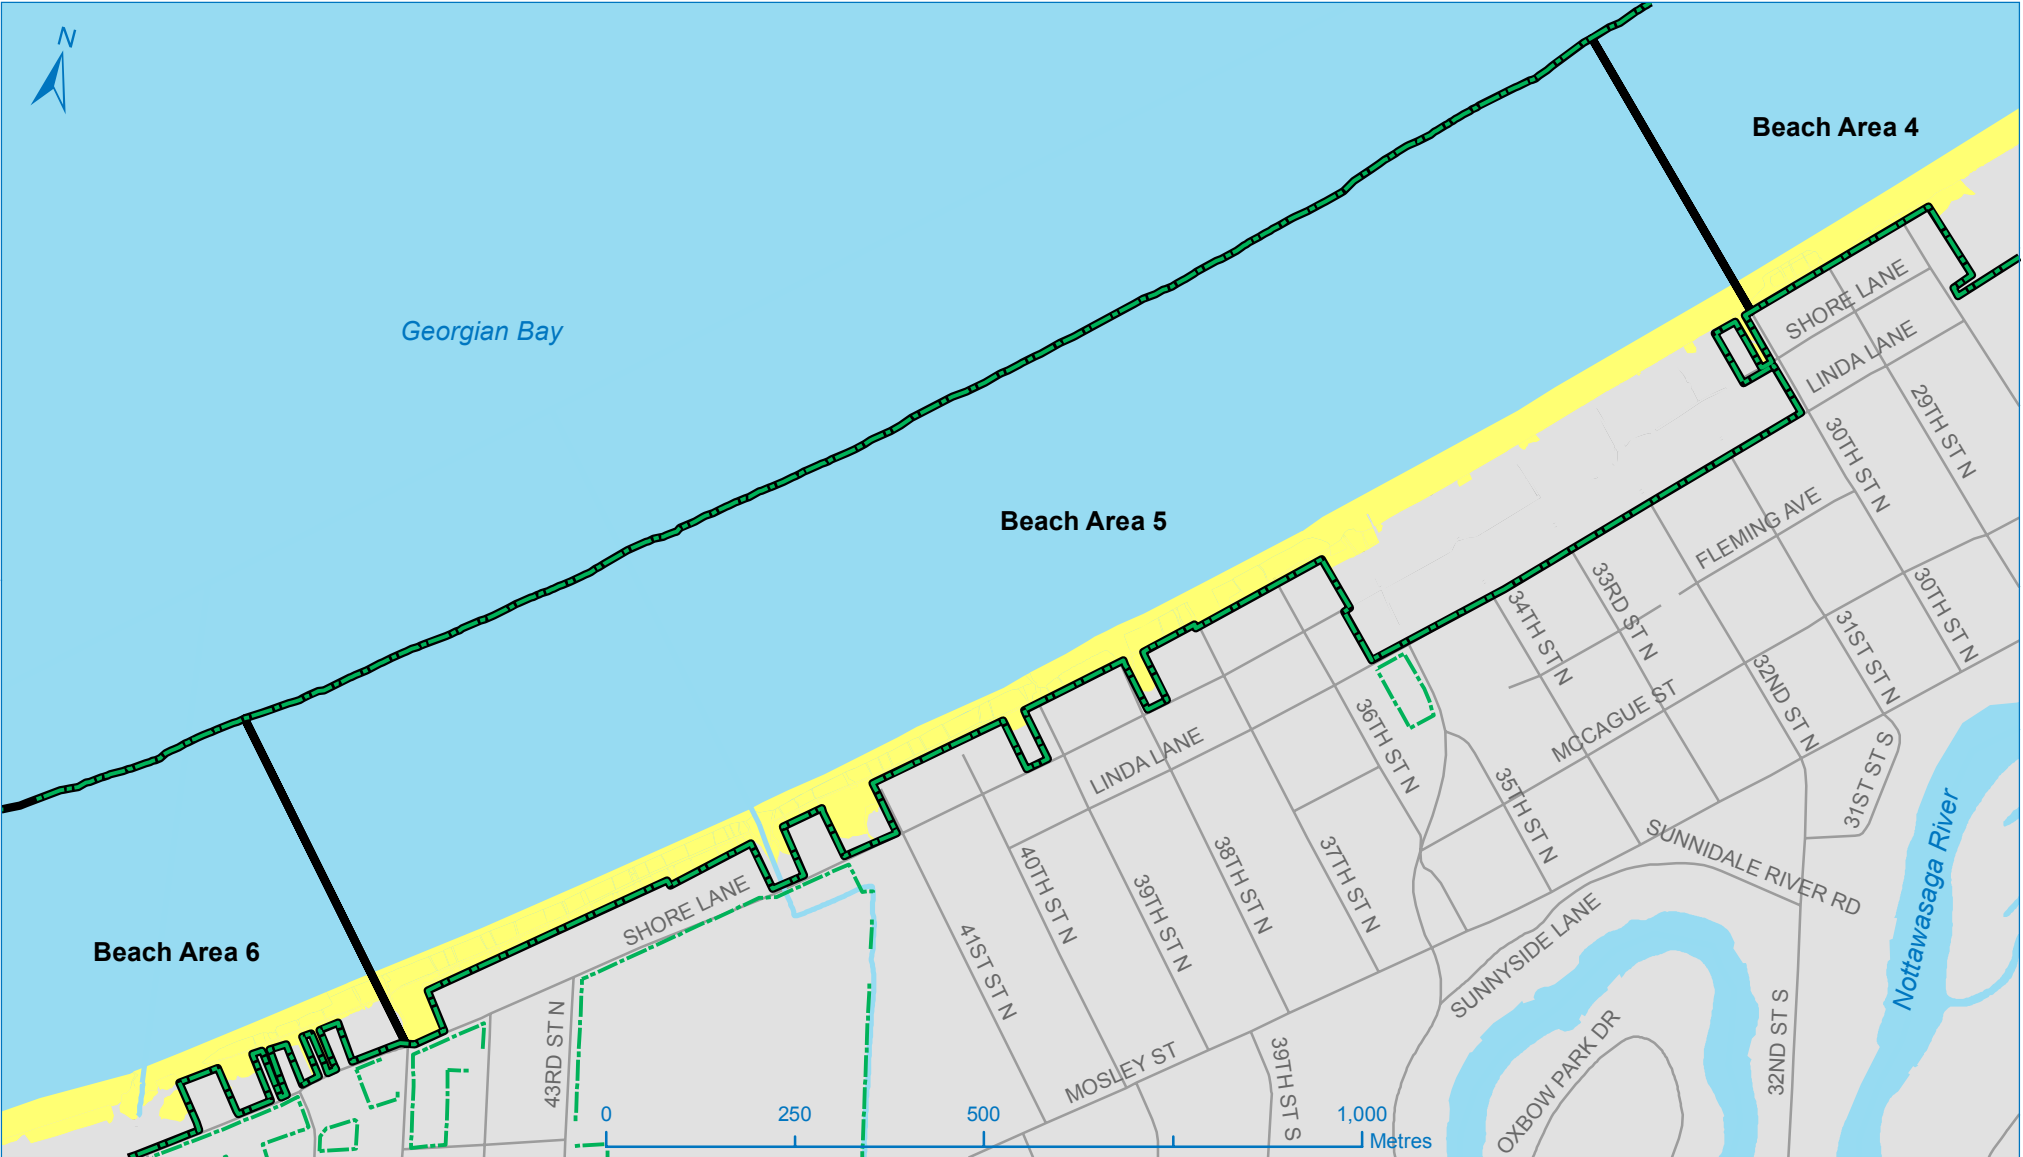 N
Beach Area 4
Georgian Bay
SHORE LANE
LINDA LANE
29TH ST N
30TH ST N
Beach Area 5
FLEMING AVE
33RD ST N
34TH ST N
30TH ST N
31ST ST N
32ND ST N
MCCAGUE ST
36TH ST N
LINDA LANE
31ST ST S
35TH ST N
Nottawasaga River
SUNNIDALE RIVER RD
37TH ST N
38TH ST N
40TH ST N
39TH ST N
SHORE LANE
41ST ST N
SUNNYSIDE LANE
Beach Area 6
43RD ST N
32ND ST S
OXBOW PARK DR
MOSLEY ST
39TH ST S
0 250 500 1,000
Metres